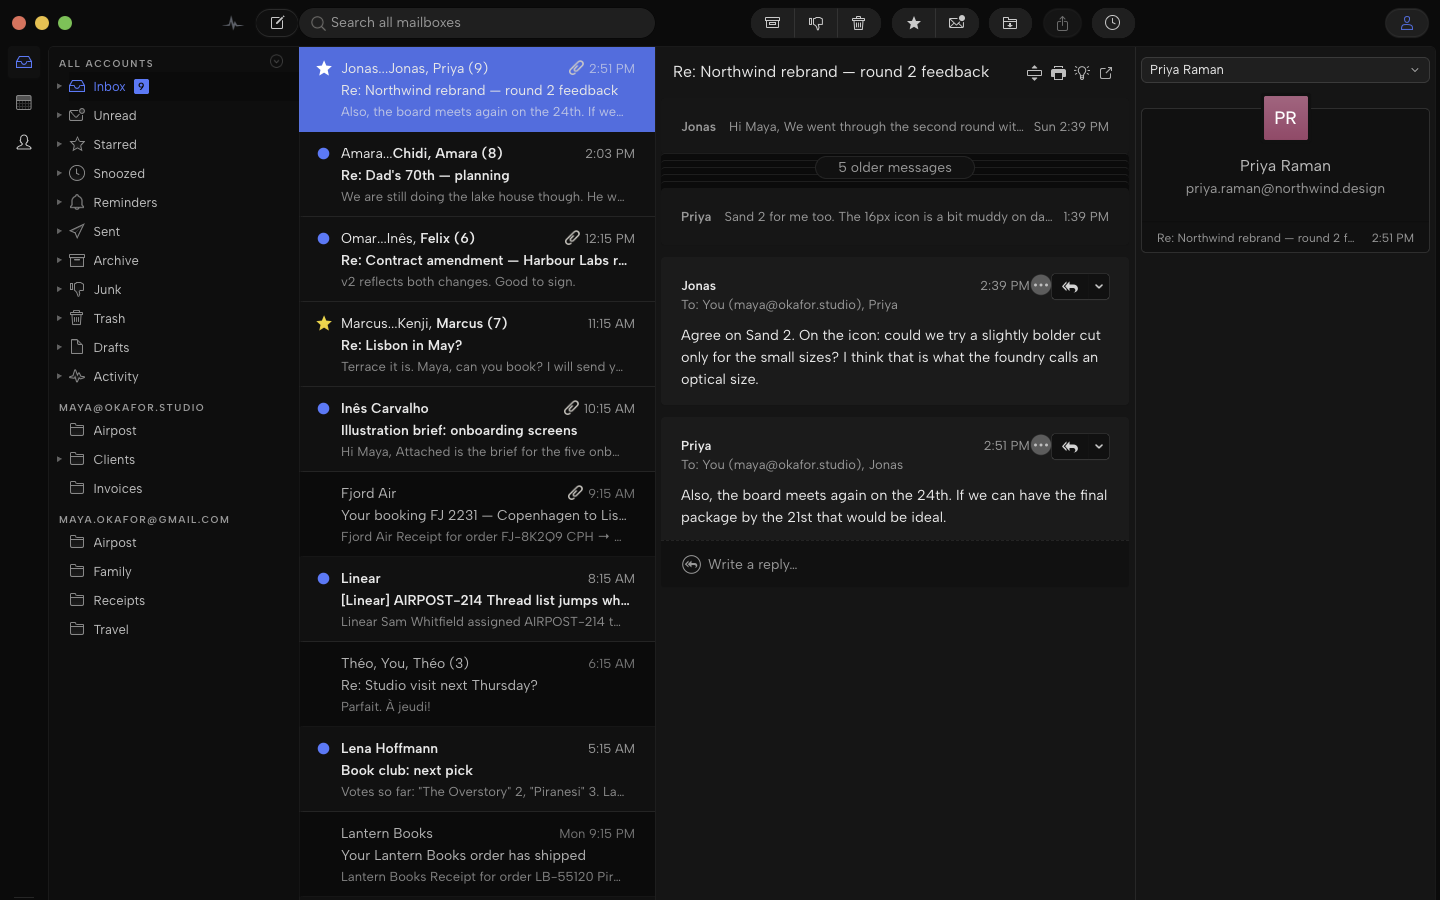 Search all mailboxes
ALL ACCOUNTS
Inbox 9
Unread
Starred
Snoozed
Reminders
Sent
Archive
Junk
Trash
Drafts
Activity
MAYA@OKAFOR.STUDIO
Airpost
Clients
Invoices
MAYA.OKAFOR@GMAIL.COM
Airpost
Family
Receipts
Travel
Jonas...Jonas, Priya (9) 2:51 PM
Re: Northwind rebrand — round 2 feedback
Also, the board meets again on the 24th. If we...
Amara...Chidi, Amara (8) 2:03 PM
Re: Dad's 70th — planning
We are still doing the lake house though. He w...
Omar...Inês, Felix (6) 12:15 PM
Re: Contract amendment — Harbour Labs r...
v2 reflects both changes. Good to sign.
Marcus...Kenji, Marcus (7) 11:15 AM
Re: Lisbon in May?
Terrace it is. Maya, can you book? I will send y...
Inês Carvalho 10:15 AM
Illustration brief: onboarding screens
Hi Maya, Attached is the brief for the five onb...
Fjord Air 9:15 AM
Your booking FJ 2231 — Copenhagen to Lis...
Fjord Air Receipt for order FJ-8K2Q9 CPH → ...
Linear 8:15 AM
[Linear] AIRPOST-214 Thread list jumps wh...
Linear Sam Whitfield assigned AIRPOST-214 t...
Théo, You, Théo (3) 6:15 AM
Re: Studio visit next Thursday?
Parfait. À jeudi!
Lena Hoffmann 5:15 AM
Book club: next pick
Votes so far: "The Overstory" 2, "Piranesi" 3. La...
Lantern Books Mon 9:15 PM
Your Lantern Books order has shipped
Lantern Books Receipt for order LB-55120 Pir...
Re: Northwind rebrand — round 2 feedback
Jonas Hi Maya, We went through the second round wit... Sun 2:39 PM
5 older messages
Priya Sand 2 for me too. The 16px icon is a bit muddy on da... 1:39 PM
Jonas 2:39 PM
To: You (maya@okafor.studio), Priya
Agree on Sand 2. On the icon: could we try a slightly bolder cut
only for the small sizes? I think that is what the foundry calls an
optical size.
Priya 2:51 PM
To: You (maya@okafor.studio), Jonas
Also, the board meets again on the 24th. If we can have the final
package by the 21st that would be ideal.
Write a reply...
Priya Raman
PR
Priya Raman
priya.raman@northwind.design
Re: Northwind rebrand — round 2 f... 2:51 PM